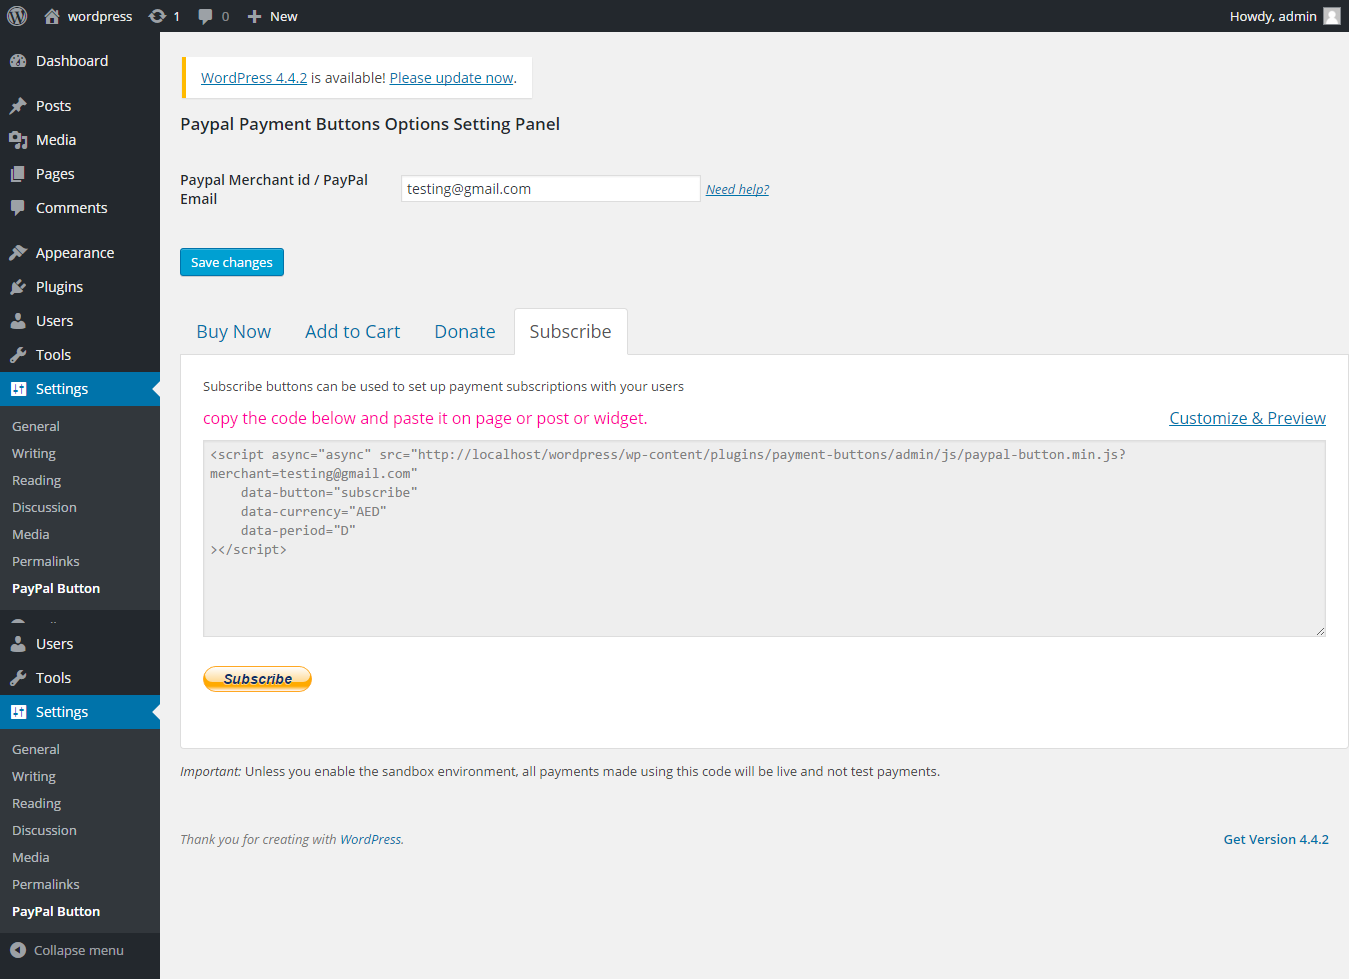 wordpress 1 0 New Howdy, admin
Dashboard
Posts
Media
Pages
Comments
Appearance
Plugins
Users
Tools
Settings
General
Writing
Reading
Discussion
Media
Permalinks
PayPal Button
Users
Tools
Settings
General
Writing
Reading
Discussion
Media
Permalinks
PayPal Button
Collapse menu
WordPress 4.4.2 is available! Please update now.
Paypal Payment Buttons Options Setting Panel
Paypal Merchant id / PayPal
Email
testing@gmail.com Need help?
Save changes
Buy Now Add to Cart Donate Subscribe
Subscribe buttons can be used to set up payment subscriptions with your users
copy the code below and paste it on page or post or widget. Customize & Preview
<script async="async" src="http://localhost/wordpress/wp-content/plugins/payment-buttons/admin/js/paypal-button.min.js?
merchant=testing@gmail.com"
data-button="subscribe"
data-currency="AED"
data-period="D"
></script>
Subscribe
Important: Unless you enable the sandbox environment, all payments made using this code will be live and not test payments.
Thank you for creating with WordPress. Get Version 4.4.2